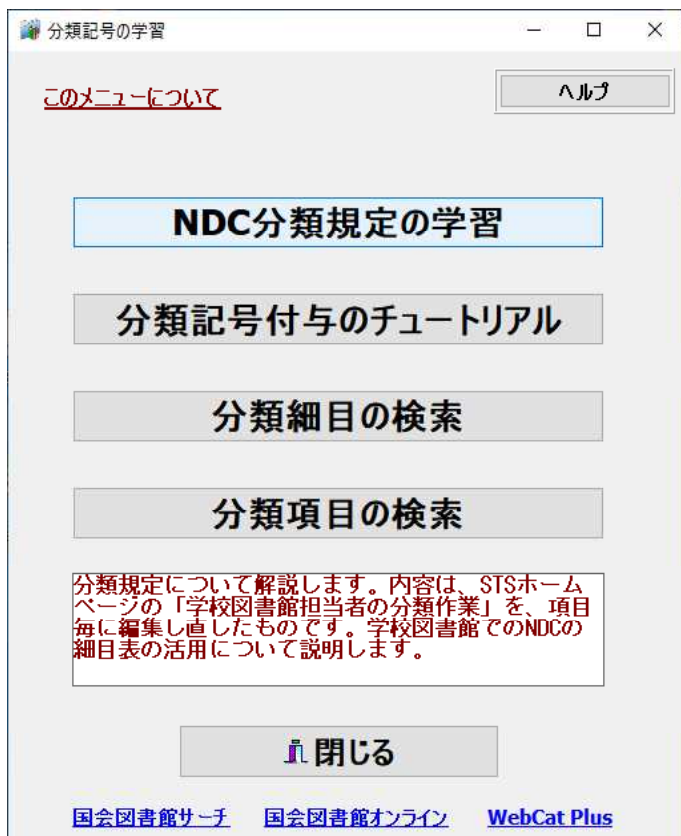 分類記号の学習
このメニューについて
ヘルプ
NDC分類規定の学習
分類記号付与のチュートリアル
分類細目の検索
分類項目の検索
分類規定について解説します。内容は、STSホーム
ページの「学校図書館担当者の分類作業」を、項目
毎に編集し直したものです。学校図書館でのNDCの
細目表の活用について説明します。
閉じる
国会図書館サーチ 国会図書館オンライン WebCat Plus